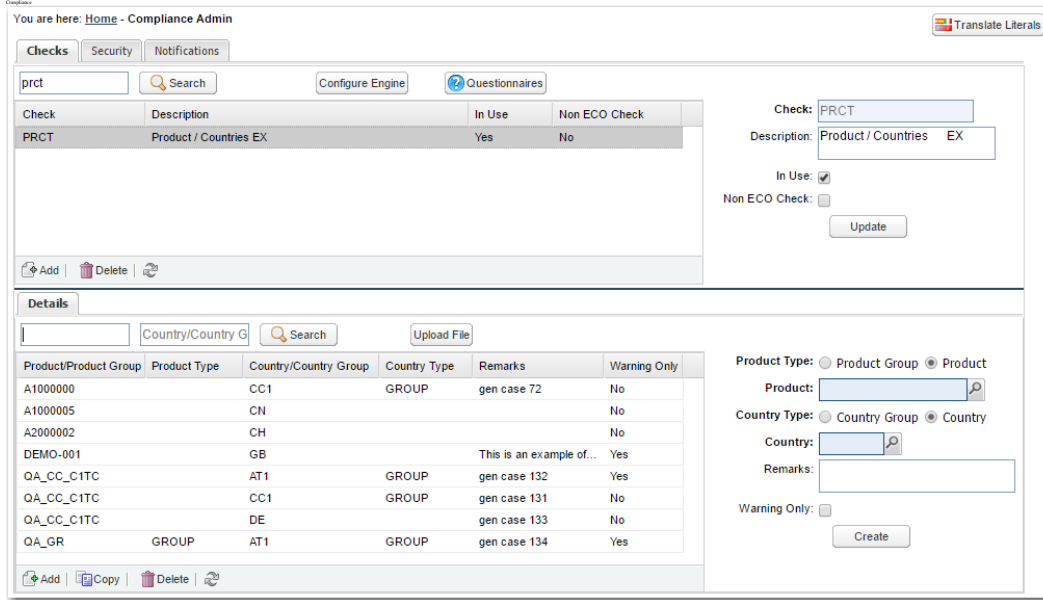 Compliance
You are here: Home - Compliance Admin
Translate Literals
Checks Security Notifications
prct Search Configure Engine Questionnaires
Check Description In Use Non ECO Check
PRCT Product / Countries EX Yes No
Check: PRCT
Description: Product / Countries EX
In Use:
Non ECO Check:
Update
Add Delete
Details
Country/Country G Search Upload File
Product/Product Group Product Type Country/Country Group Country Type Remarks Warning Only
A1000000 CC1 GROUP gen case 72 No
A1000005 CN No
A2000002 CH No
DEMO-001 GB This is an example of... Yes
QA_CC_C1TC AT1 GROUP gen case 132 Yes
QA_CC_C1TC CC1 GROUP gen case 131 No
QA_CC_C1TC DE gen case 133 No
QA_GR GROUP AT1 GROUP gen case 134 Yes
Product Type: Product Group Product
Product:
Country Type: Country Group Country
Country:
Remarks:
Warning Only:
Create
Add Copy Delete